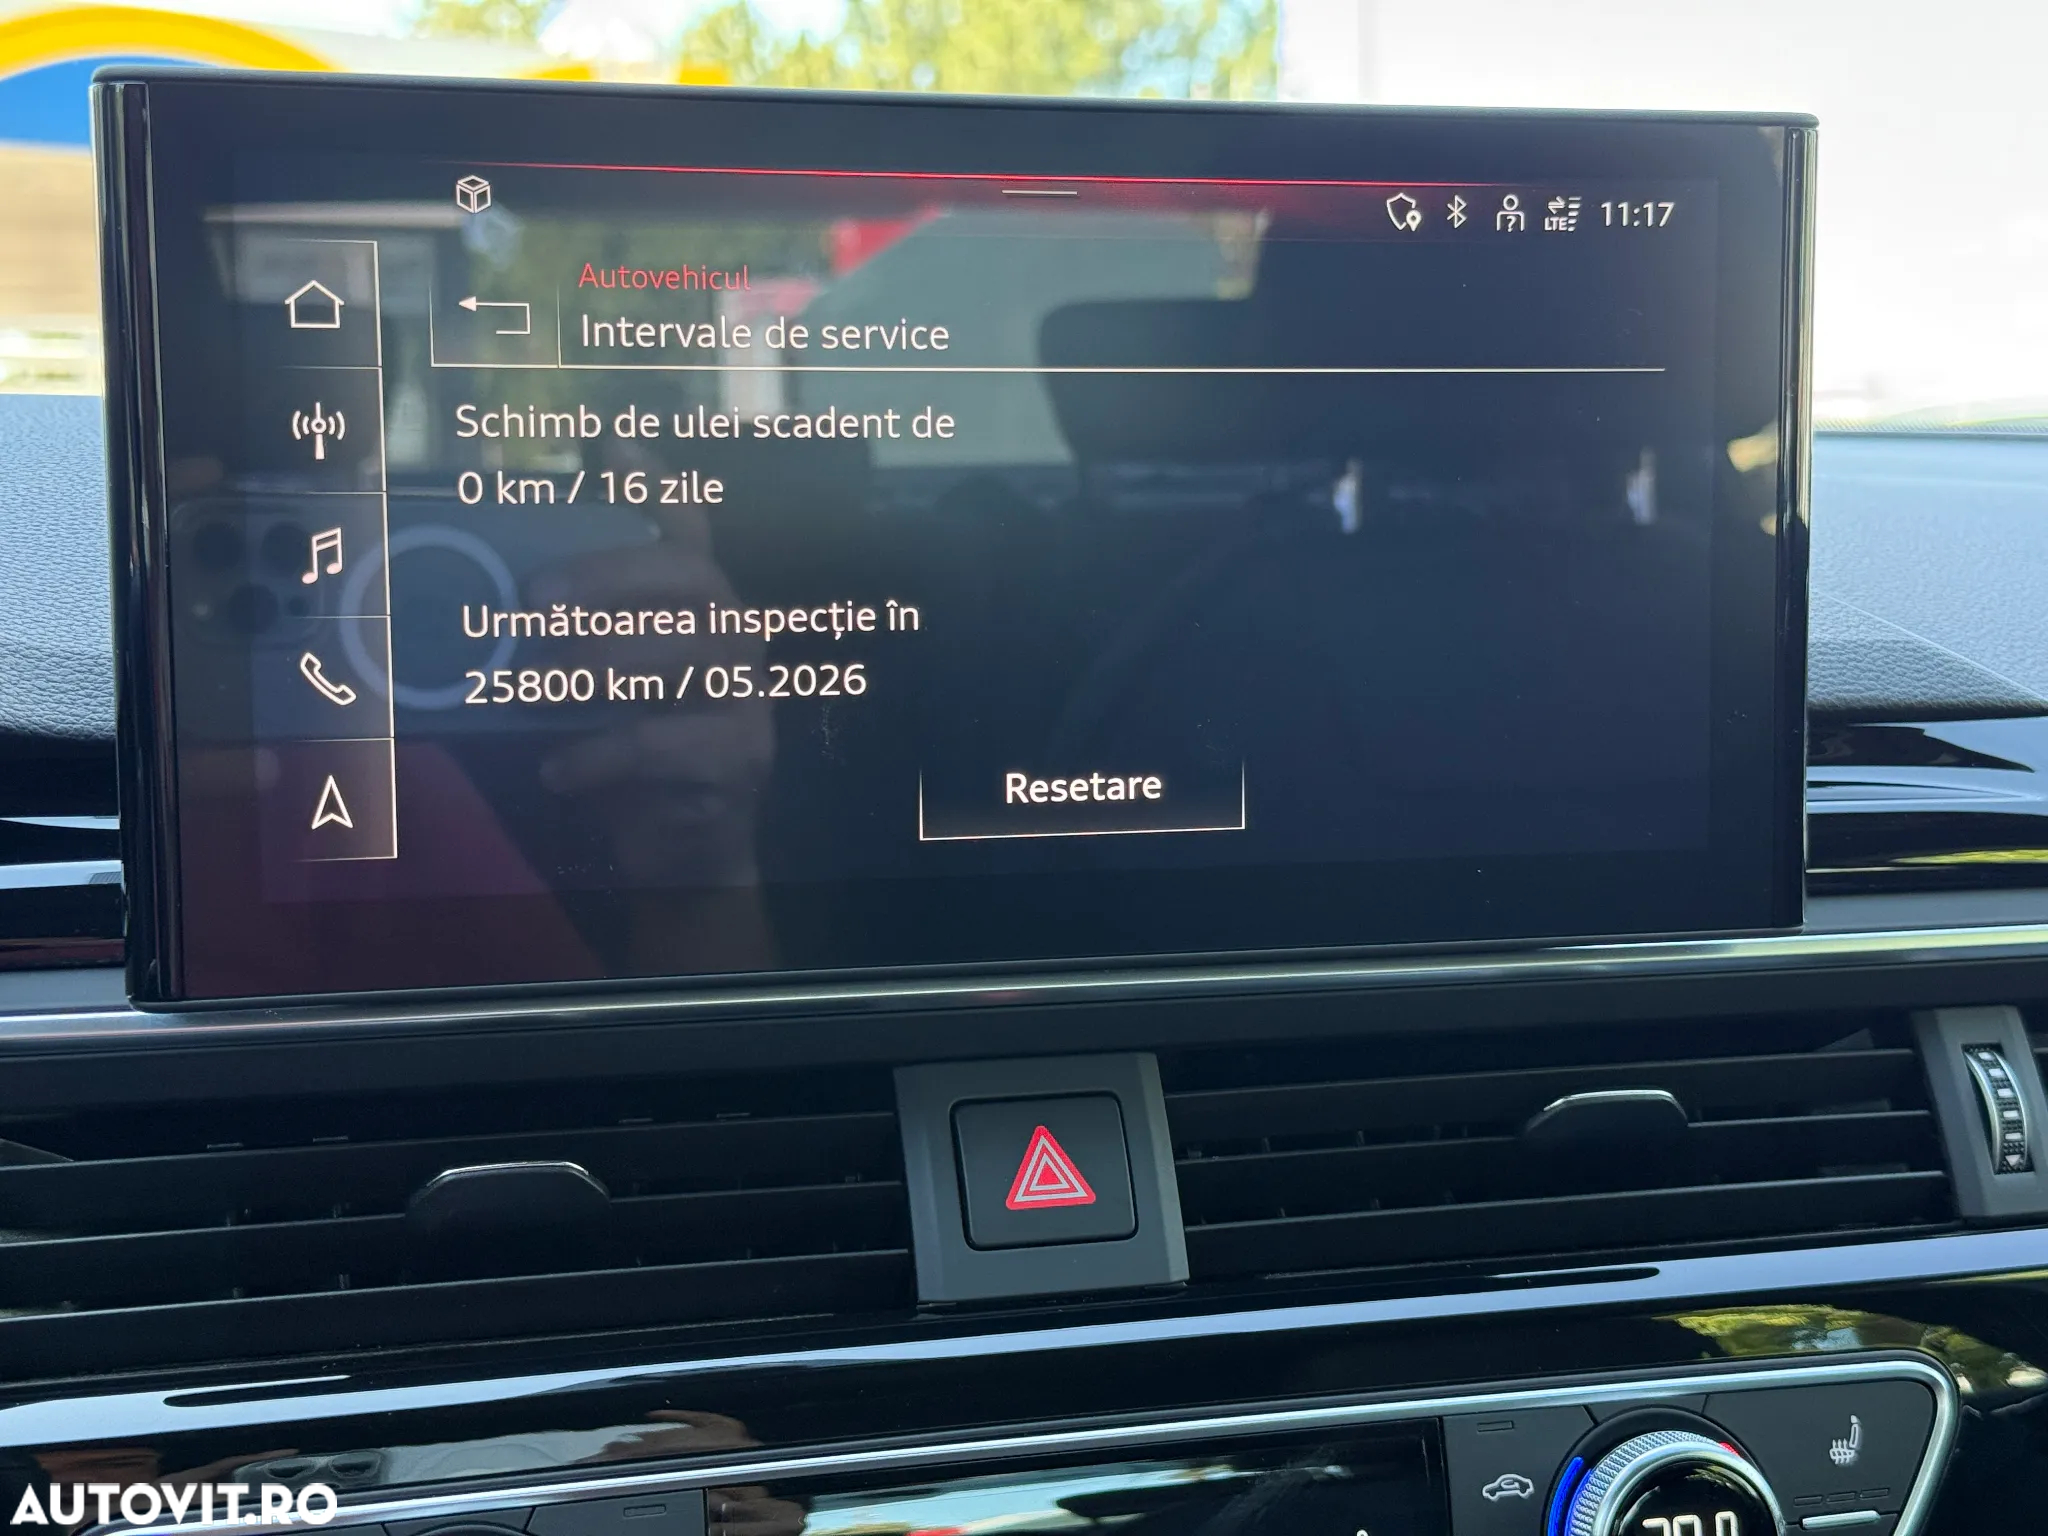 LTE 11:17
Autovehicul
Intervale de service
Schimb de ulei scadent de
0 km / 16 zile
Următoarea inspecție în
25800 km / 05.2026
Resetare
AUTOVIT.RO